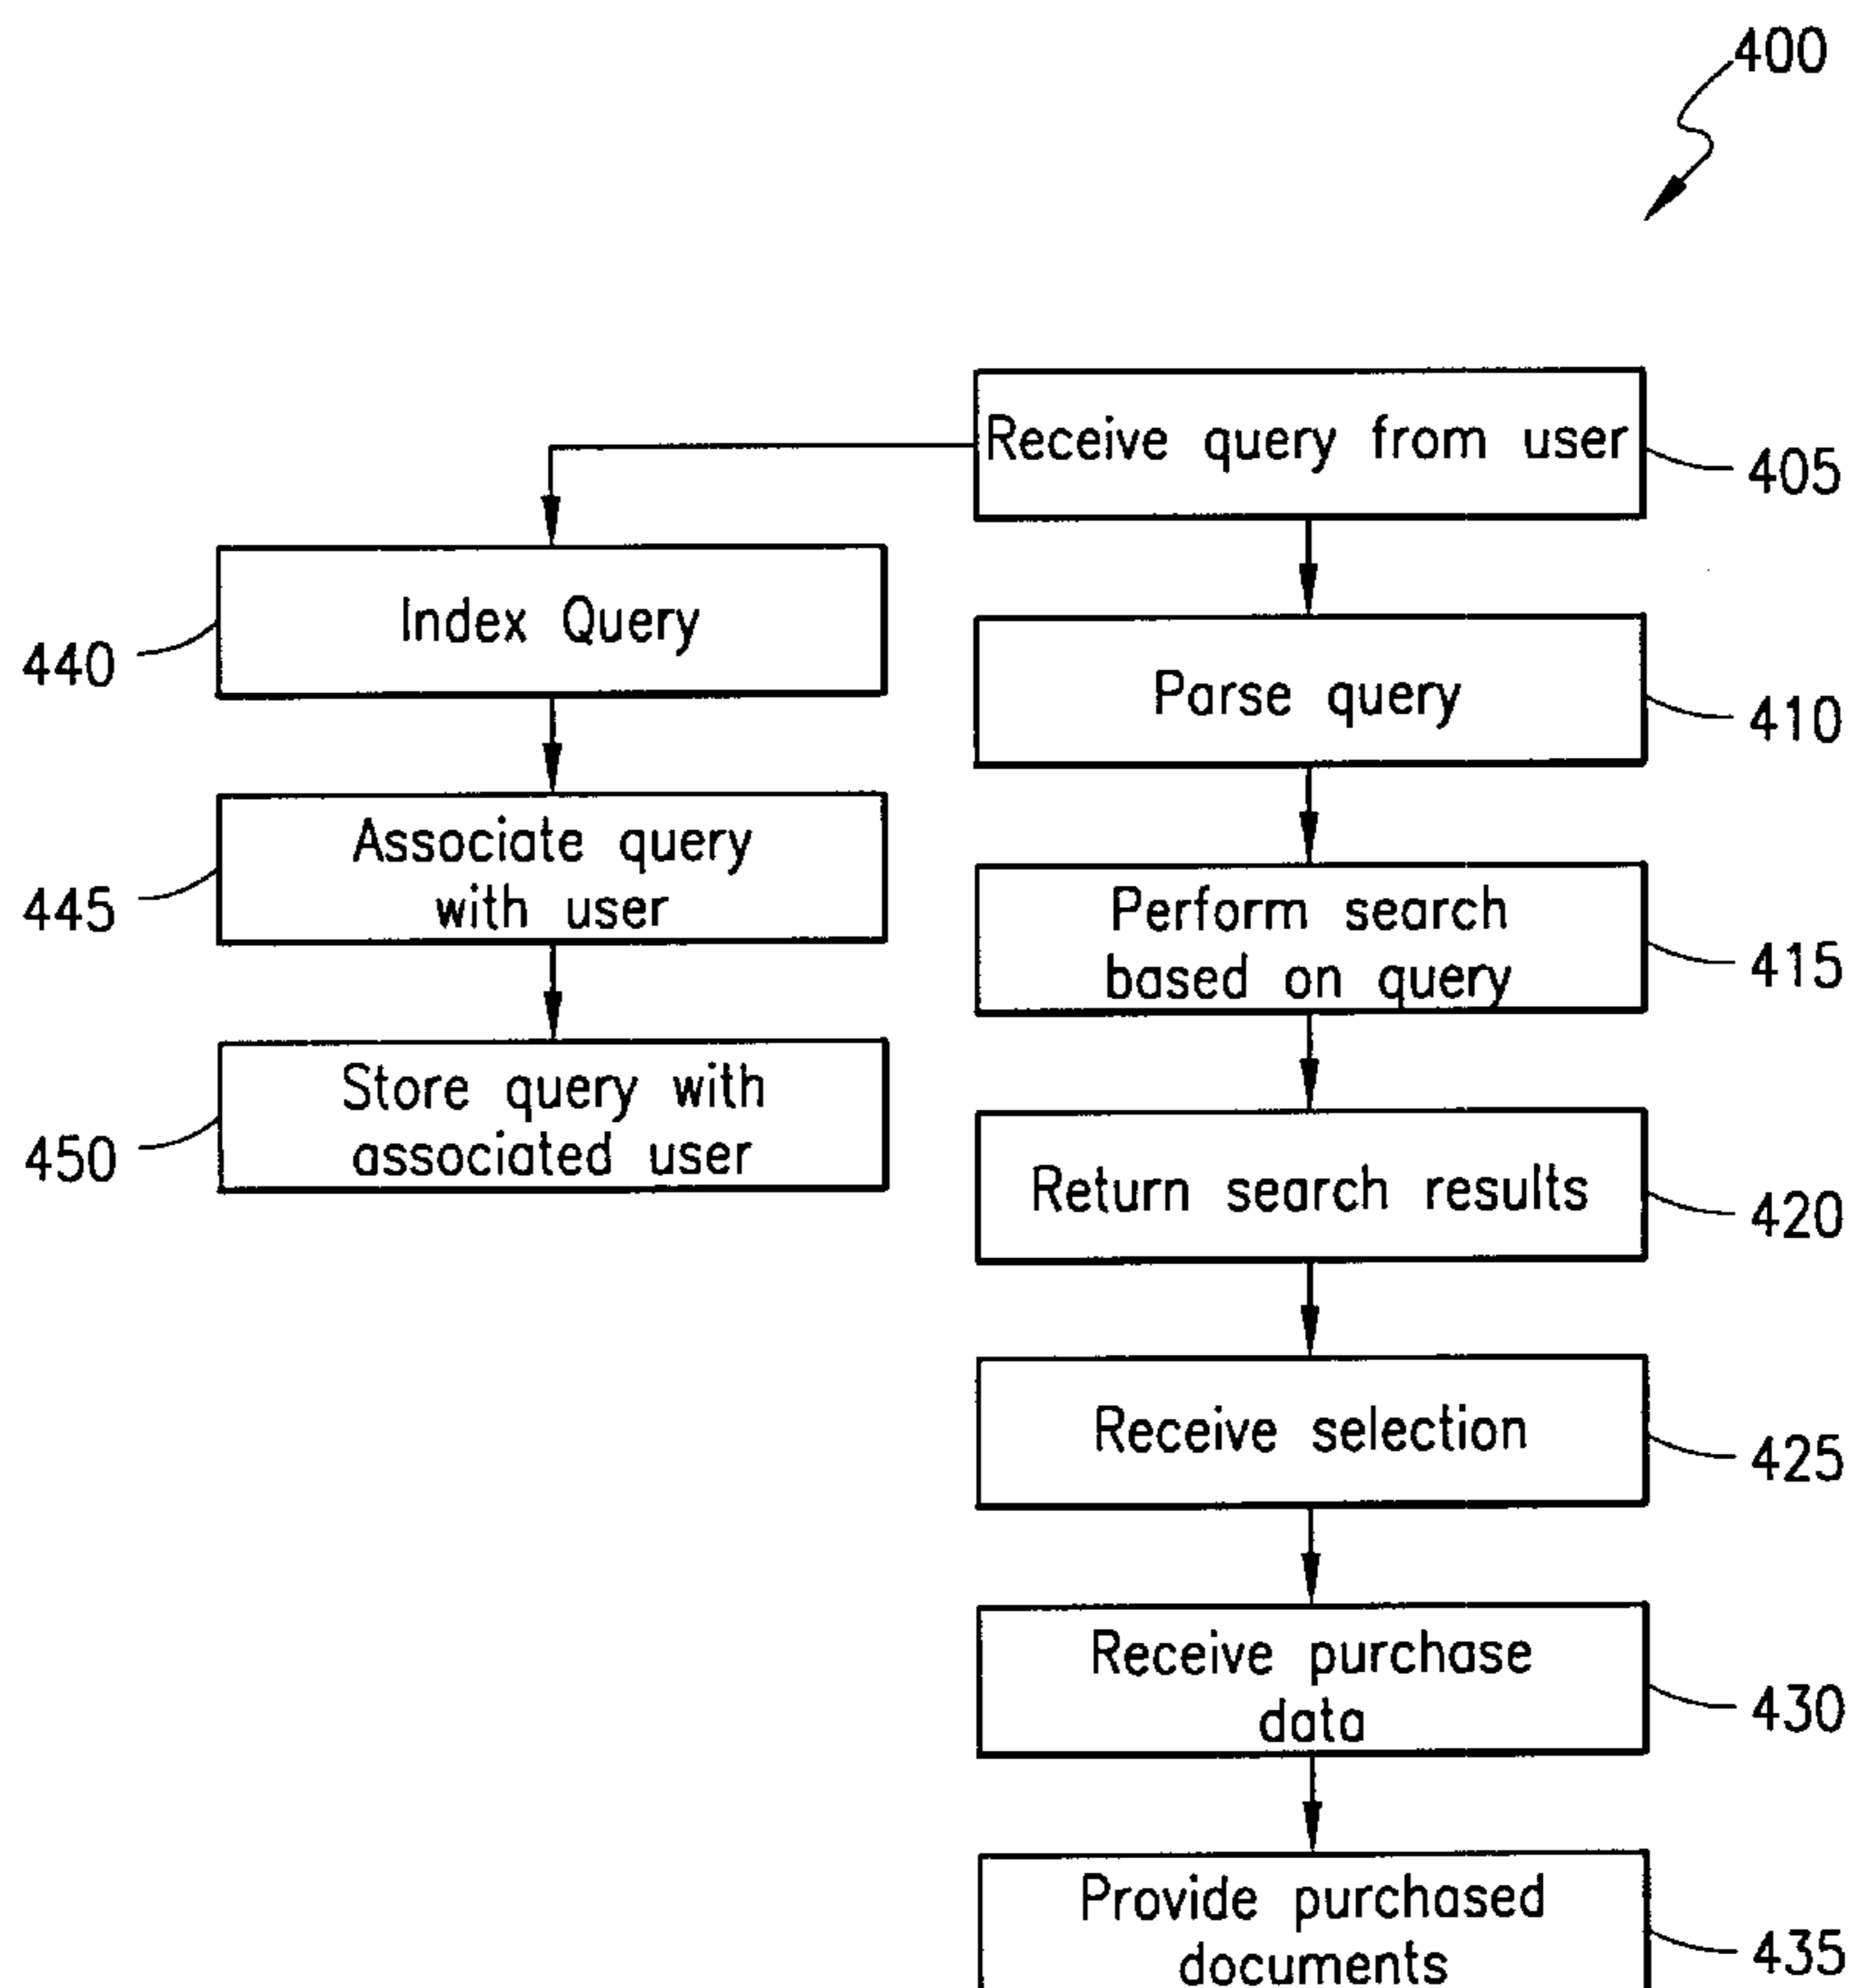 400
Receive query from user
405
Index Query
440
Parse query
410
Associate query
with user
445
Perform search
based on query
415
Store query with
associated user
450
Return search results
420
Receive selection
425
Receive purchase
data
430
Provide purchased
documents
435